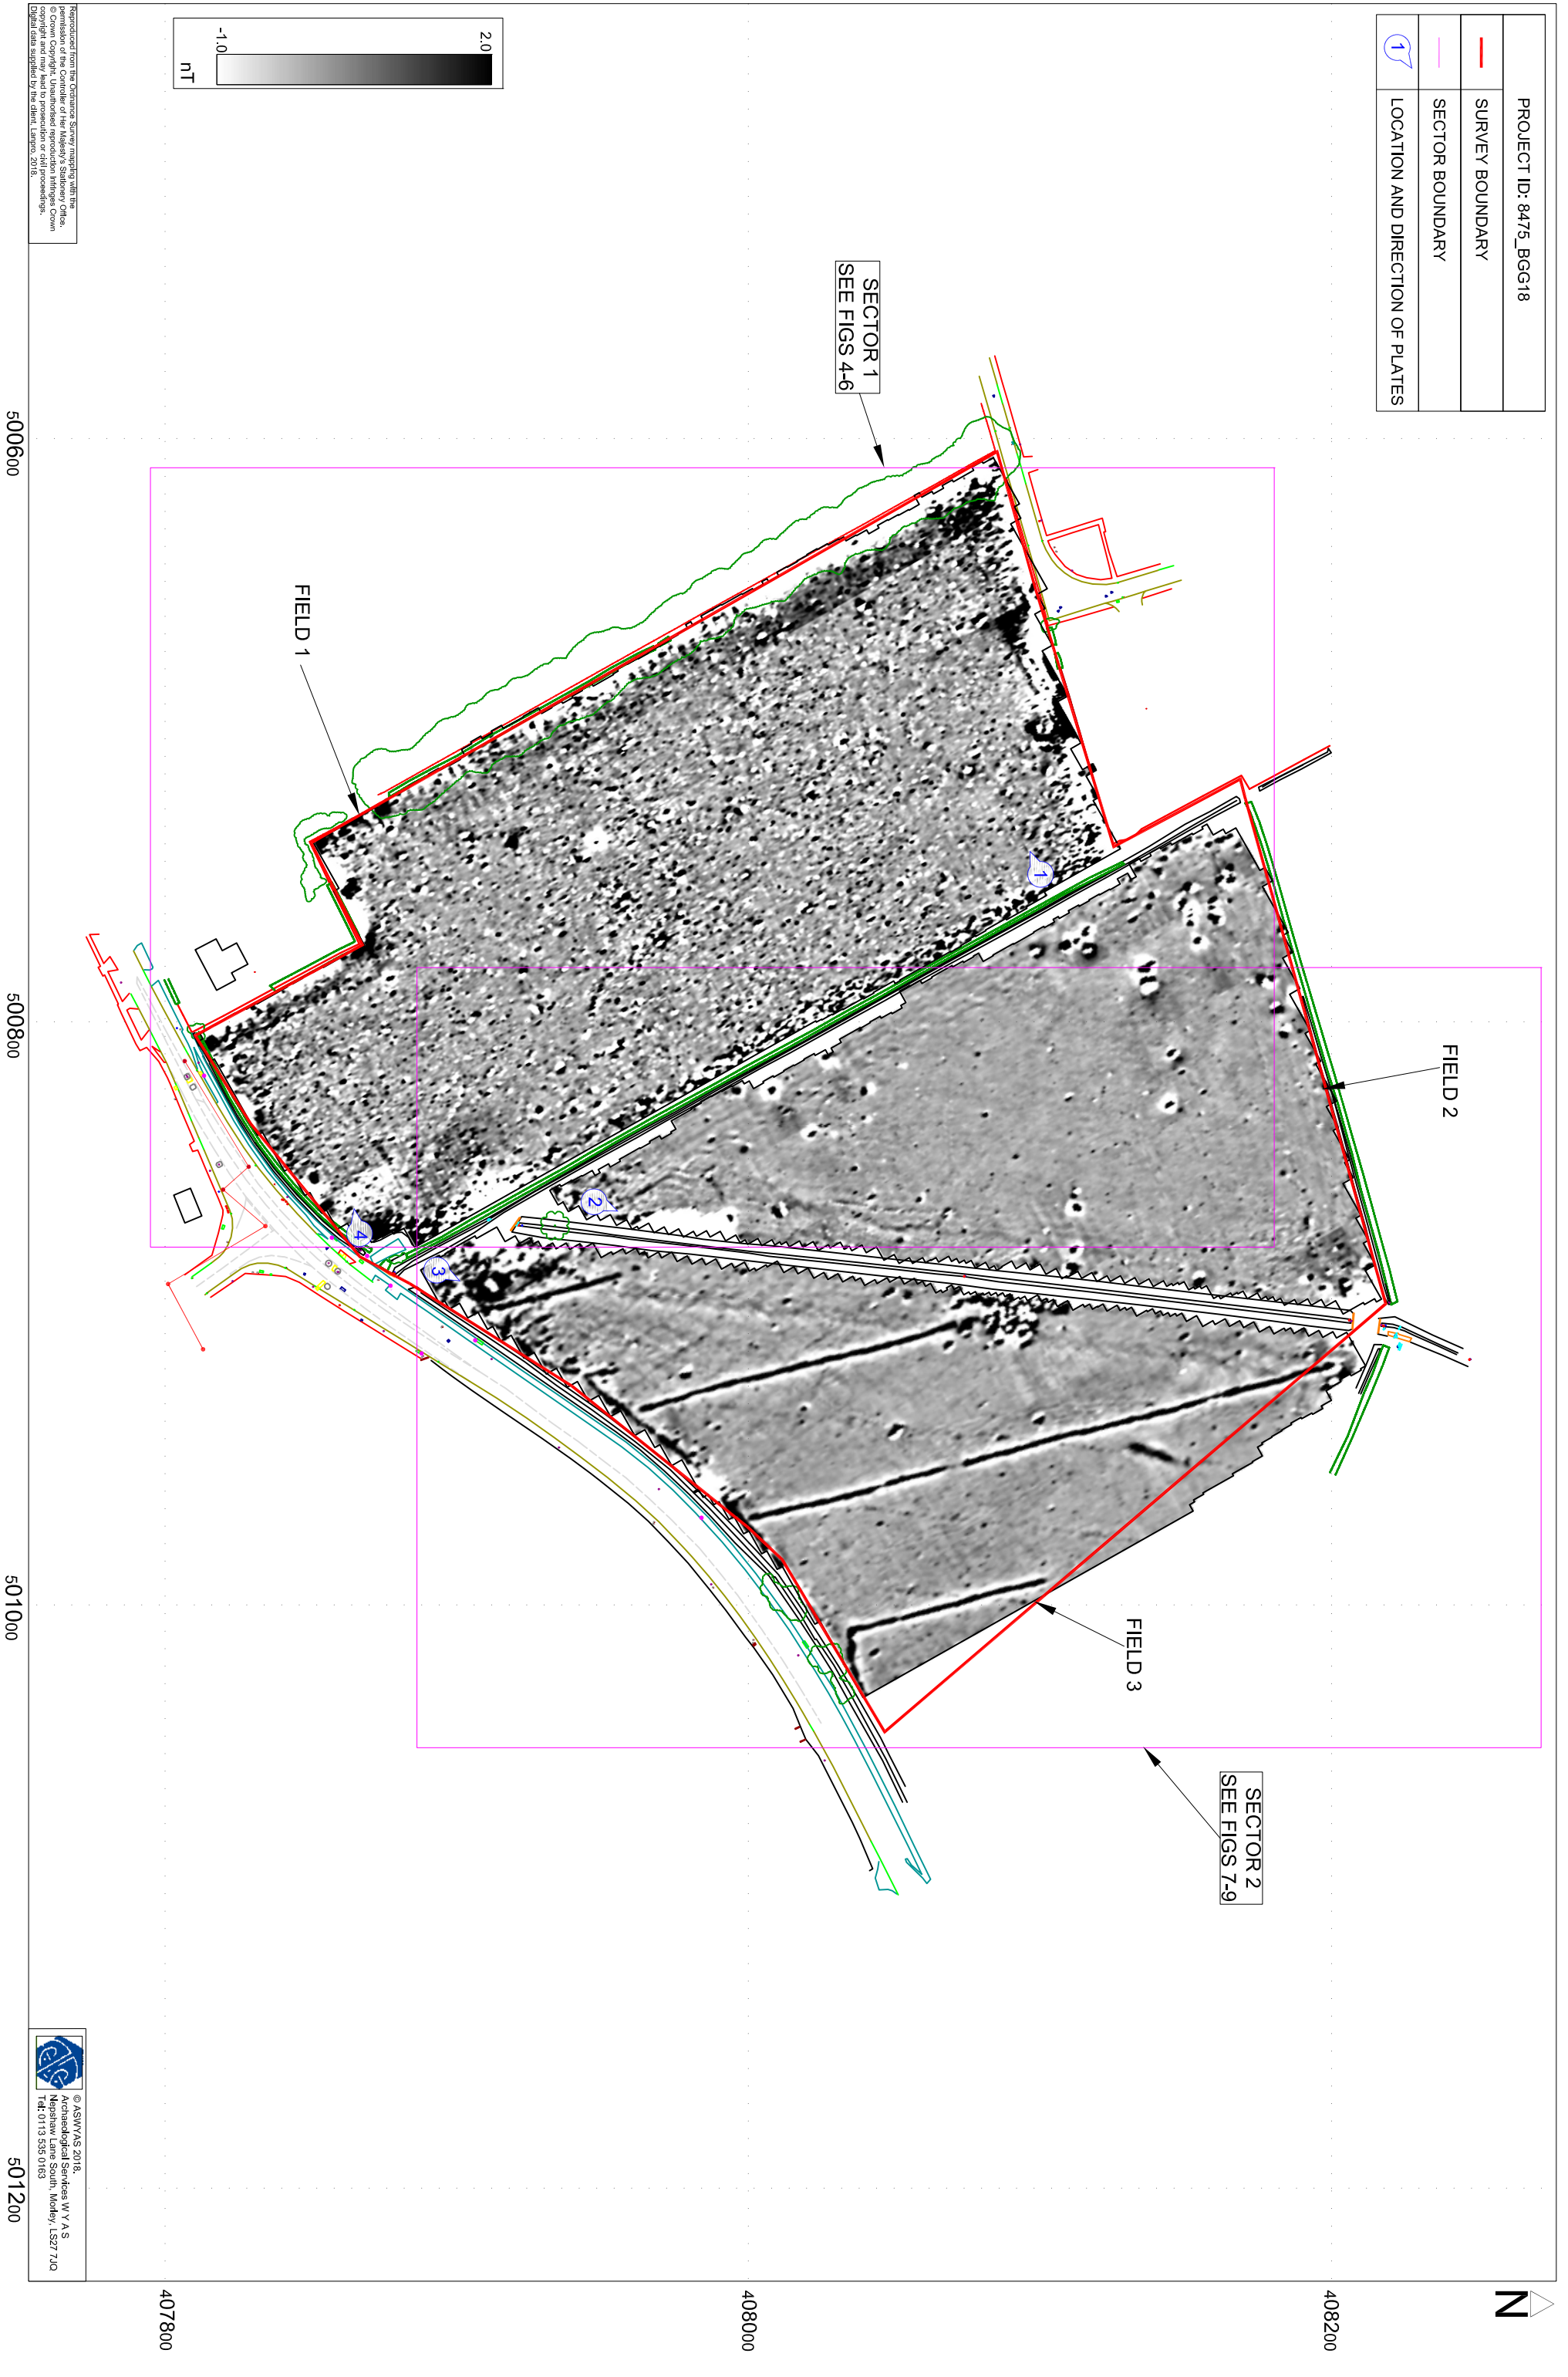 PROJECT ID: 8475_BGG18
SURVEY BOUNDARY
SECTOR BOUNDARY
1
LOCATION AND DIRECTION OF PLATES
N
FIELD 2
SECTOR 2
SEE FIGS 7-9
FIELD 3
SECTOR 1
SEE FIGS 4-6
FIELD 1
1
2
3
4
408200
408000
407800
500600
500800
501000
501200
2.0
-1.0
nT
Reproduced from the Ordnance Survey mapping with the
permission of the Controller of Her Majesty's Stationery Office.
© Crown Copyright. Unauthorised reproduction infringes Crown
copyright and may lead to prosecution or civil proceedings.
Digital data supplied by the client, Lanpro, 2018.
© ASWYAS 2018.
Archaeological Services W Y A S
Nepshaw Lane South, Morley, LS27 7JQ
Tel: 0113 535 0163